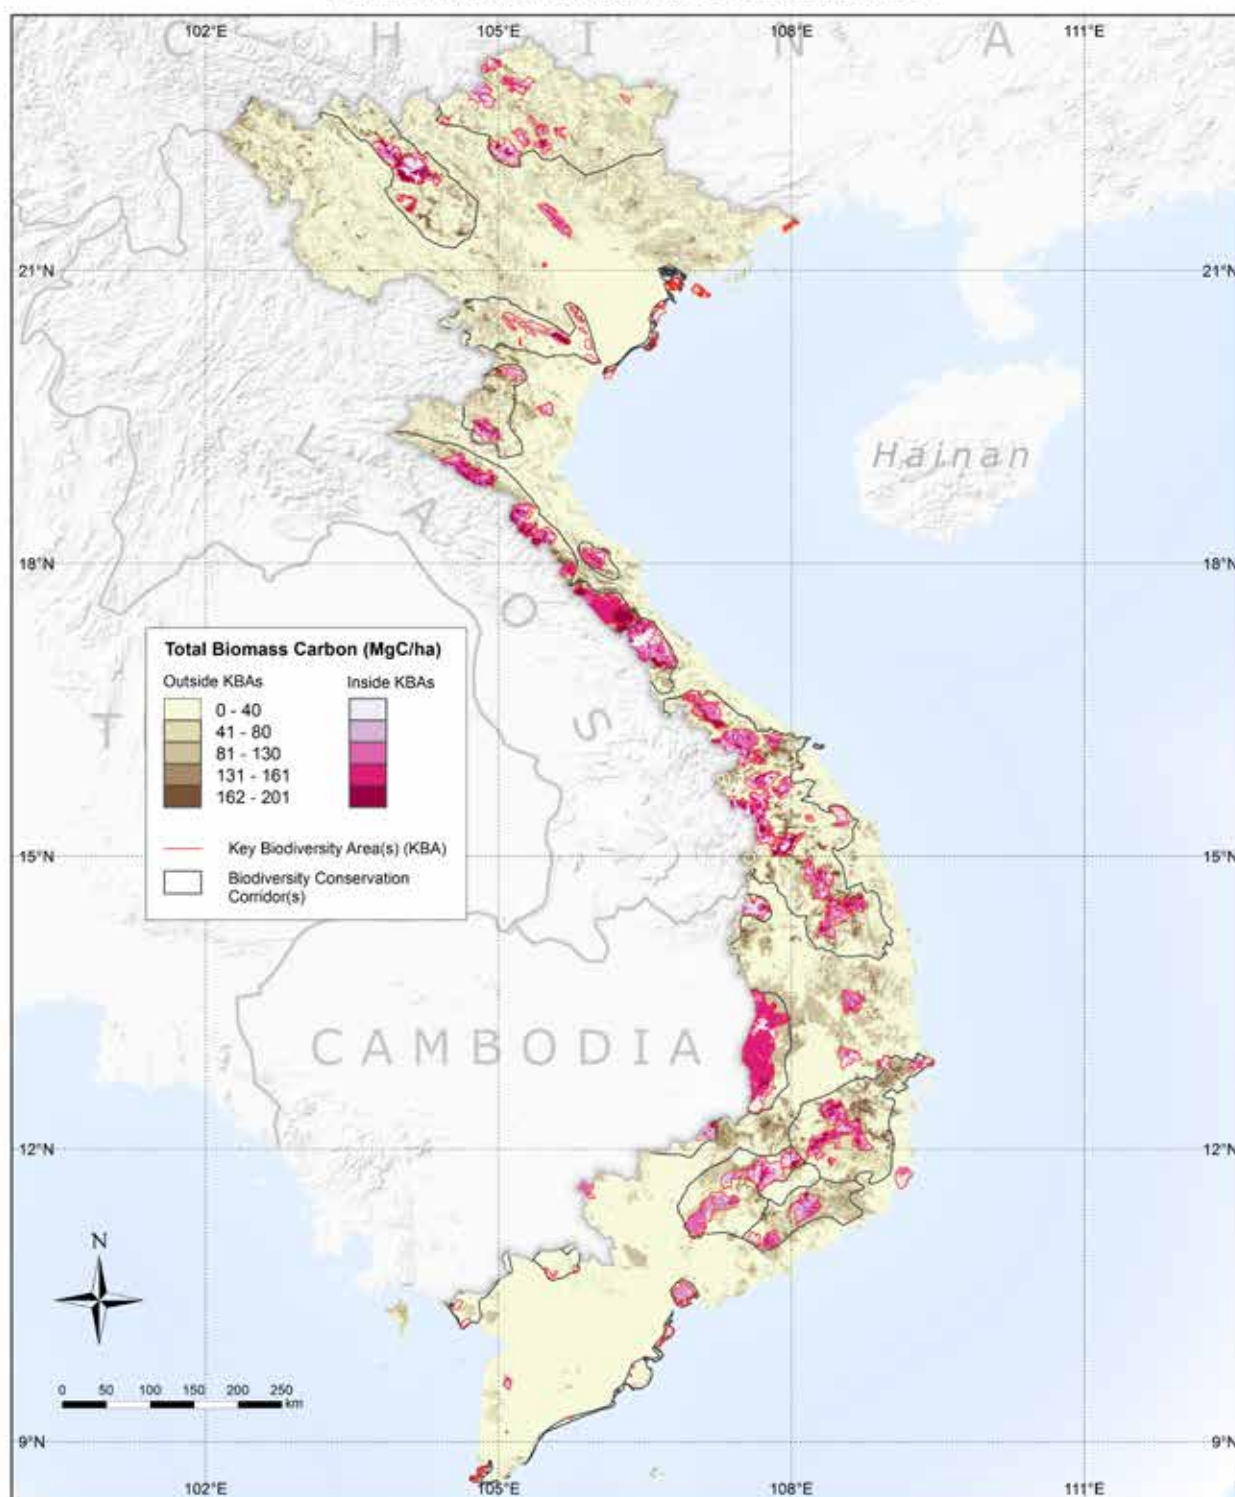 102°E 105°E 108°E 111°E
C H I N A
21°N 21°N
Hainan
18°N 18°N
L A O S
T
Total Biomass Carbon (MgC/ha)
Outside KBAs Inside KBAs
0 - 40
41 - 80
81 - 130
131 - 161
162 - 201
Key Biodiversity Area(s) (KBA)
Biodiversity Conservation
Corridor(s)
15°N 15°N
CAMBODIA
12°N 12°N
N
0 50 100 150 200 250
km
9°N 9°N
102°E 105°E 108°E 111°E